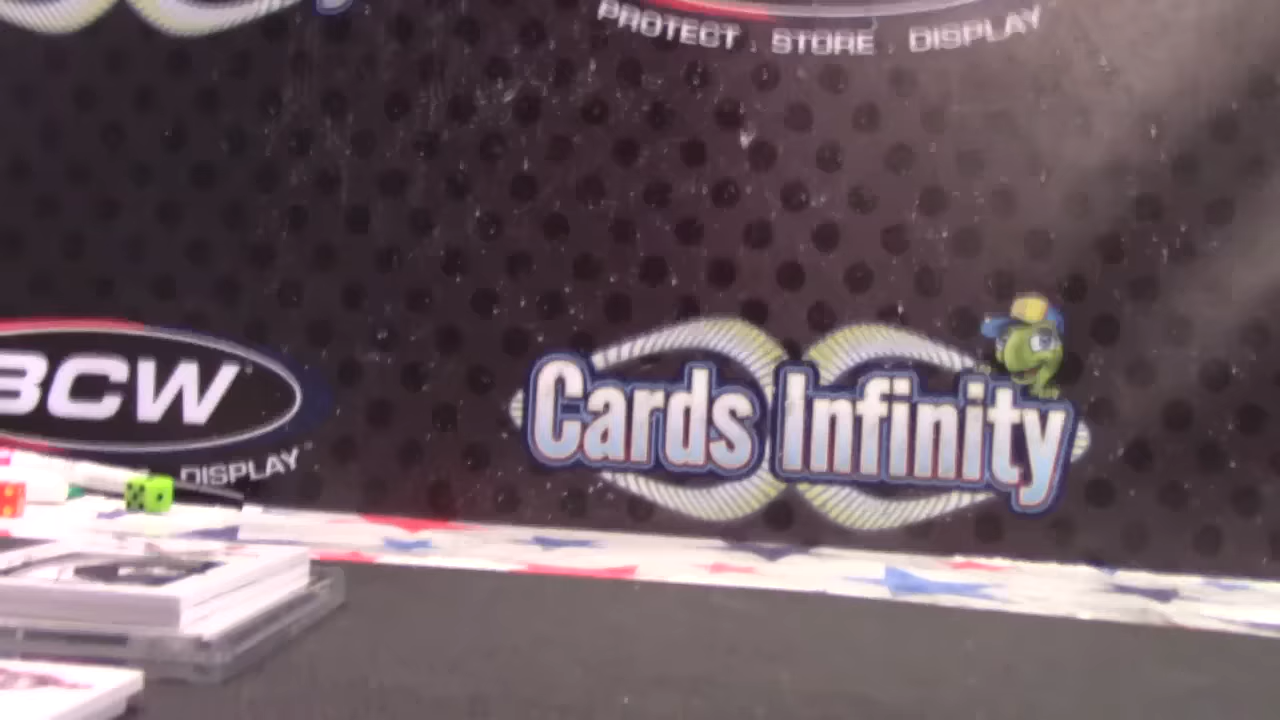 PROTECT . STORE . DISPLAY
BCW
DISPLAY
Cards Infinity